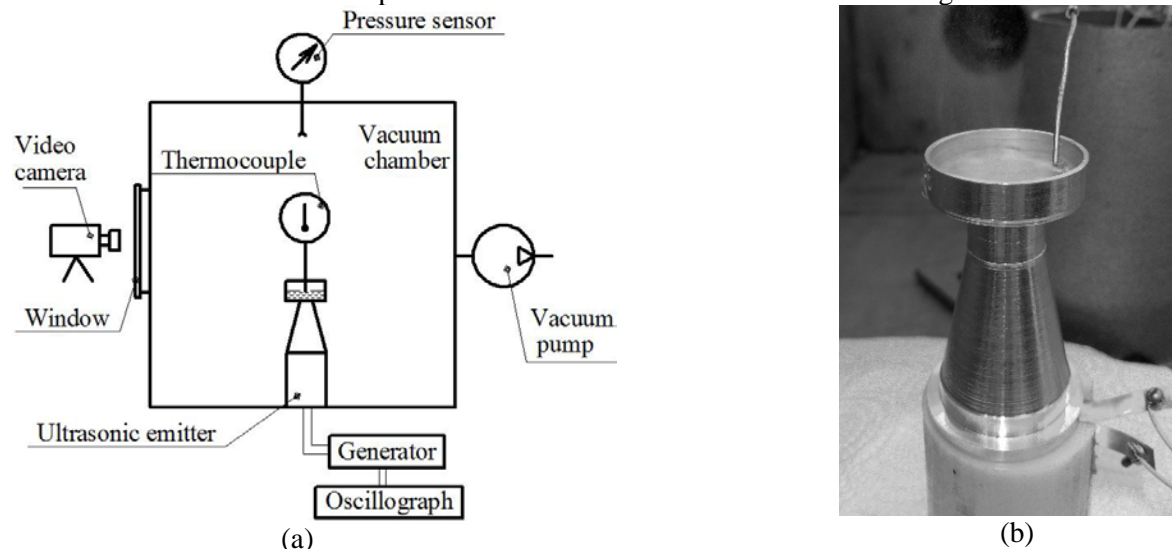 Pressure sensor
Vacuum
chamber
Video
camera
Thermocouple
Window
Vacuum
pump
Ultrasonic emitter
Generator
Oscillograph
(a)
(b)